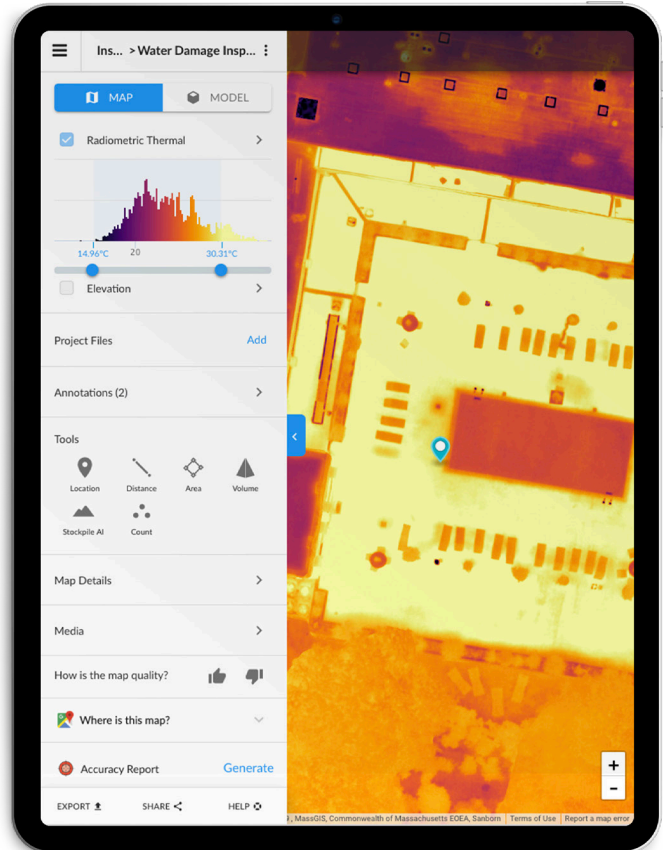 Ins... > Water Damage Insp...
MAP
MODEL
Radiometric Thermal
14.96°C
20
30.31°C
Elevation
Project Files
Add
Annotations (2)
Tools
Location
Distance
Area
Volume
Stockpile AI
Count
Map Details
Media
How is the map quality?
Where is this map?
Accuracy Report
Generate
EXPORT
SHARE
HELP
+
-
, MassGIS, Commonwealth of Massachusetts EOEA, Sanborn
Terms of Use
Report a map error